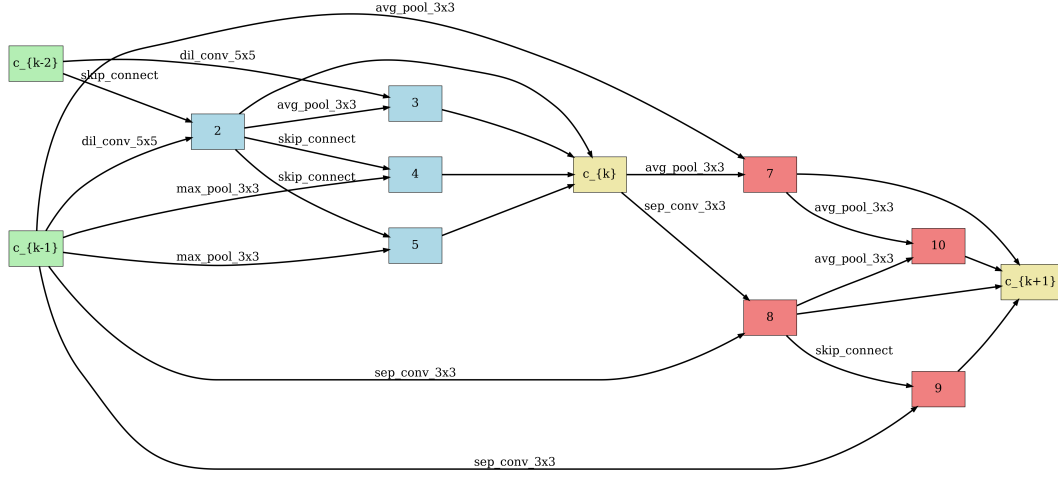 avg_pool_3x3
c_{k-2}
dil_conv_5x5
skip_connect
3
avg_pool_3x3
2
dil_conv_5x5
skip_connect
4
c_{k}
avg_pool_3x3
7
skip_connect
max_pool_3x3
sep_conv_3x3
avg_pool_3x3
c_{k-1}
5
10
max_pool_3x3
avg_pool_3x3
c_{k+1}
8
skip_connect
sep_conv_3x3
9
sep_conv_3x3